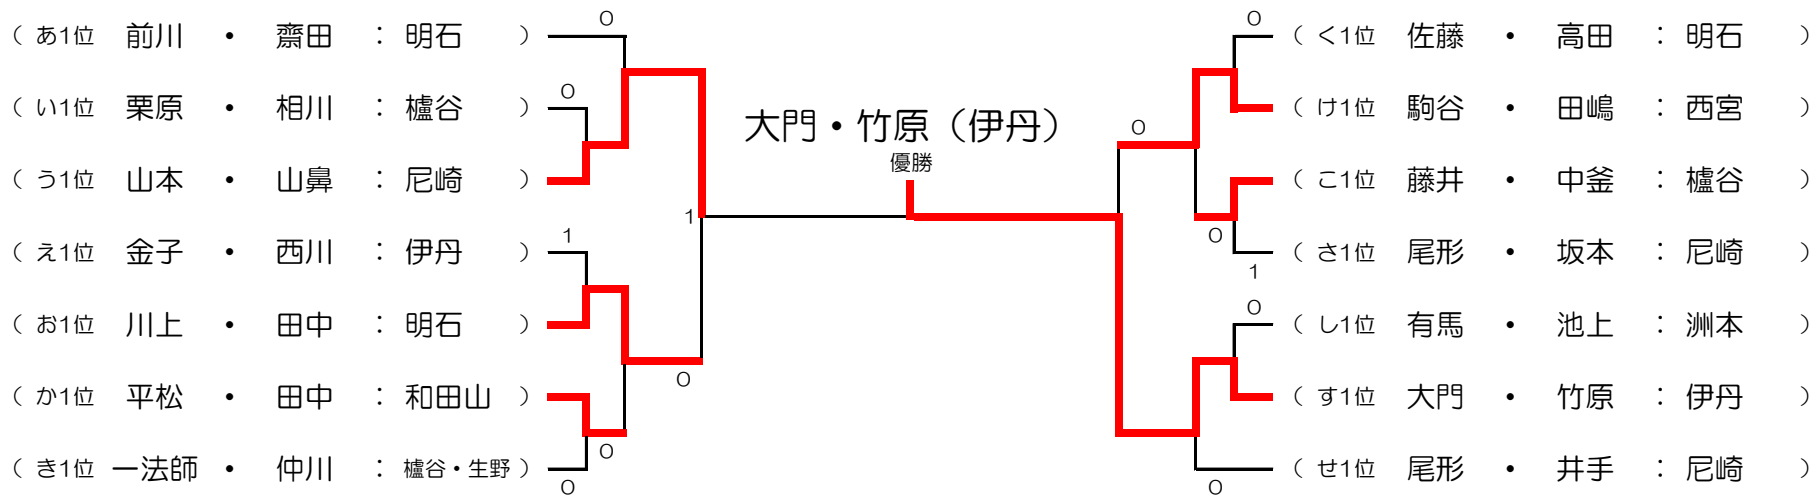 0
（ あ1位 前川 ・ 齋田 ： 明石 ）
0
（ い1位 栗原 ・ 相川 ： 櫨谷 ）
（ う1位 山本 ・ 山鼻 ： 尼崎 ）
1
1
（ え1位 金子 ・ 西川 ： 伊丹 ）
（ お1位 川上 ・ 田中 ： 明石 ）
0
（ か1位 平松 ・ 田中 ： 和田山 ）
0
（ き1位 一法師 ・ 仲川 ： 櫨谷・生野 ）
0
大門・竹原（伊丹）
優勝
0
（ く1位 佐藤 ・ 高田 ： 明石 ）
（ け1位 駒谷 ・ 田嶋 ： 西宮 ）
0
（ こ1位 藤井 ・ 中釜 ： 櫨谷 ）
0
（ さ1位 尾形 ・ 坂本 ： 尼崎 ）
1
0
（ し1位 有馬 ・ 池上 ： 洲本 ）
（ す1位 大門 ・ 竹原 ： 伊丹 ）
（ せ1位 尾形 ・ 井手 ： 尼崎 ）
0